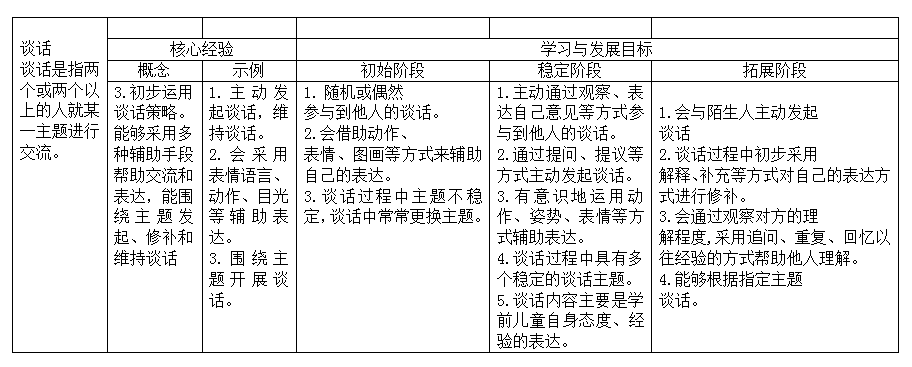 谈话
谈话是指两
个或两个以
上的人就某
一主题进行
交流。
核心经验
学习与发展目标
概念
示例
初始阶段
稳定阶段
拓展阶段
3.初步运用
谈话策略。
能够采用多
种辅助手段
帮助交流和
表达，能围
绕主题发
起、修补和
维持谈话
1.主动发
起谈话，维
持谈话。
2.会采用
表情语言、
动作、目光
等辅助表
达。
3.围绕主
题开展谈
话。
1. 随机或偶然
参与到他人的谈话。
2.会借助动作、
表情、图画等方式来辅助
自己的表达。
3.谈话过程中主题不稳
定，谈话中常常更换主题。
1.主动通过观察、表
达自己意见等方式参
与到他人的谈话。
2.通过提问、提议等
方式主动发起谈话。
3.有意识地运用动
作、姿势、表情等方
式辅助表达。
4.谈话过程中具有多
个稳定的谈话主题。
5.谈话内容主要是学
前儿童自身态度、经
验的表达。
1.会与陌生人主动发起
谈话
2.谈话过程中初步采用
解释、补充等方式对自己的表达方
式进行修补。
3.会通过观察对方的理
解程度,采用追问、重复、回忆以
往经验的方式帮助他人理解。
4.能够根据指定主题
谈话。